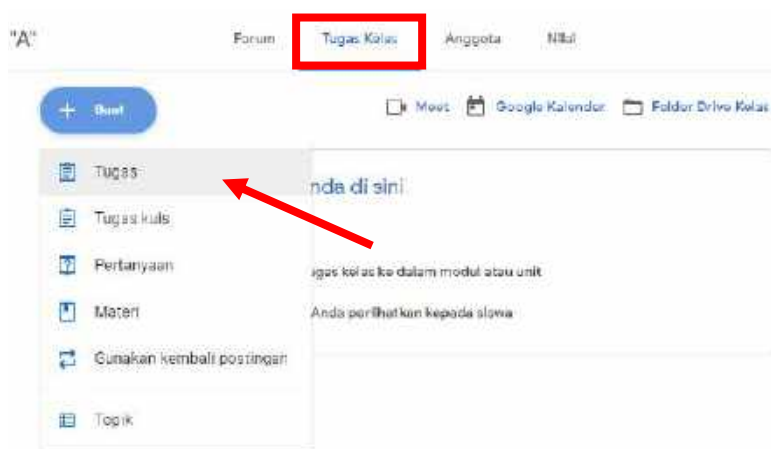 "A" Forum Tugas Kelas Anggota Nilai
+ Buat Meet Google Kalender Folder Drive Kelas
Tugas
nda di sini
Tugas kuis
Pertanyaan
ugas kelas ke dalam modul atau unit
Materi
Anda perlihatkan kepada siswa
Gunakan kembali postingan
Topik